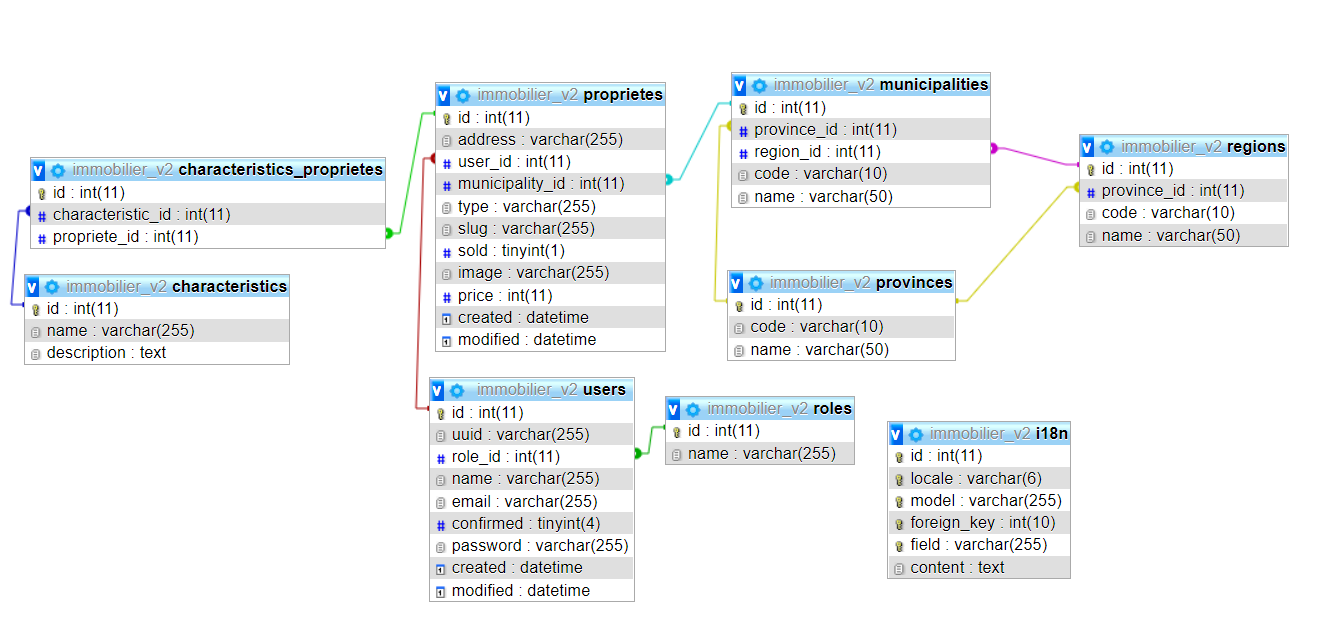 immobilier_v2 characteristics_proprietes
id : int(11)
characteristic_id : int(11)
propriete_id : int(11)
immobilier_v2 characteristics
id : int(11)
name : varchar(255)
description : text
immobilier_v2 proprietes
id : int(11)
address : varchar(255)
user_id : int(11)
municipality_id : int(11)
type : varchar(255)
slug : varchar(255)
sold : tinyint(1)
image : varchar(255)
price : int(11)
created : datetime
modified : datetime
immobilier_v2 users
id : int(11)
uuid : varchar(255)
role_id : int(11)
name : varchar(255)
email : varchar(255)
confirmed : tinyint(4)
password : varchar(255)
created : datetime
modified : datetime
immobilier_v2 roles
id : int(11)
name : varchar(255)
immobilier_v2 municipalities
id : int(11)
province_id : int(11)
region_id : int(11)
code : varchar(10)
name : varchar(50)
immobilier_v2 provinces
id : int(11)
code : varchar(10)
name : varchar(50)
immobilier_v2 regions
id : int(11)
province_id : int(11)
code : varchar(10)
name : varchar(50)
immobilier_v2 i18n
id : int(11)
locale : varchar(6)
model : varchar(255)
foreign_key : int(10)
field : varchar(255)
content : text